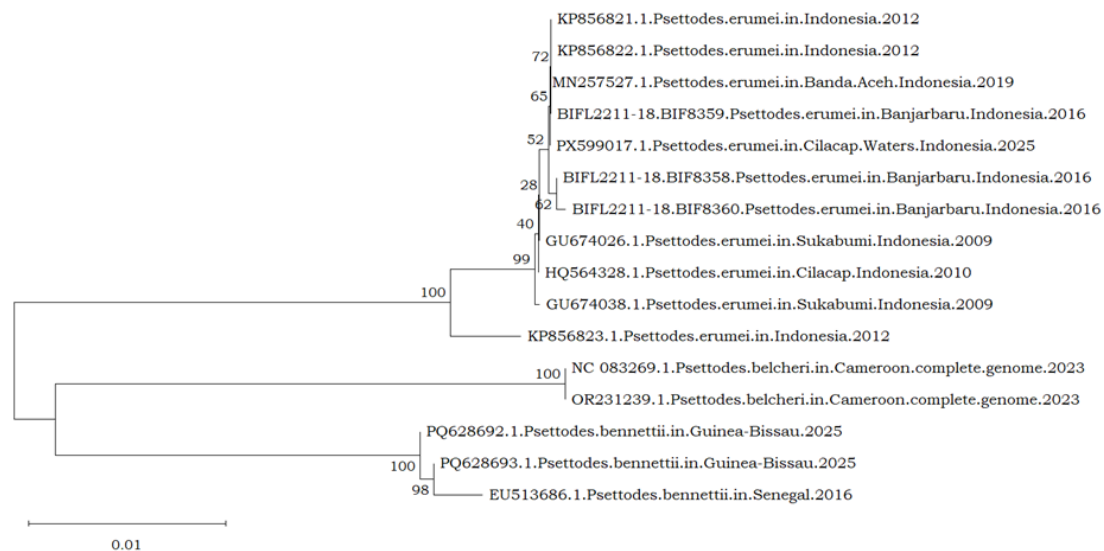 KP856821.1.Psettodes.erumei.in.Indonesia.2012
KP856822.1.Psettodes.erumei.in.Indonesia.2012
72
MN257527.1.Psettodes.erumei.in.Banda.Aceh.Indonesia.2019
65
BIFL2211-18.BIF8359.Psettodes.erumei.in.Banjarbaru.Indonesia.2016
52
PX599017.1.Psettodes.erumei.in.Cilacap.Waters.Indonesia.2025
BIFL2211-18.BIF8358.Psettodes.erumei.in.Banjarbaru.Indonesia.2016
28
62
BIFL2211-18.BIF8360.Psettodes.erumei.in.Banjarbaru.Indonesia.2016
40
GU674026.1.Psettodes.erumei.in.Sukabumi.Indonesia.2009
99
HQ564328.1.Psettodes.erumei.in.Cilacap.Indonesia.2010
100
GU674038.1.Psettodes.erumei.in.Sukabumi.Indonesia.2009
KP856823.1.Psettodes.erumei.in.Indonesia.2012
NC 083269.1.Psettodes.belcheri.in.Cameroon.complete.genome.2023
100
OR231239.1.Psettodes.belcheri.in.Cameroon.complete.genome.2023
PQ628692.1.Psettodes.bennettii.in.Guinea-Bissau.2025
100
PQ628693.1.Psettodes.bennettii.in.Guinea-Bissau.2025
98
EU513686.1.Psettodes.bennettii.in.Senegal.2016
0.01